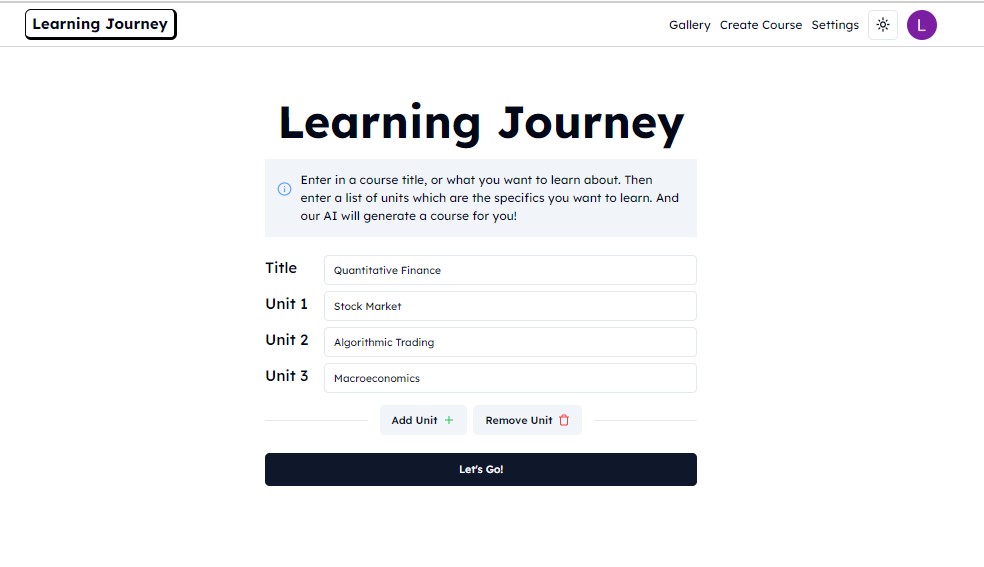 Learning Journey
Gallery Create Course Settings
L
Learning Journey
Enter in a course title, or what you want to learn about. Then
enter a list of units which are the specifics you want to learn. And
our AI will generate a course for you!
Title
Quantitative Finance
Unit 1
Stock Market
Unit 2
Algorithmic Trading
Unit 3
Macroeconomics
Add Unit +
Remove Unit
Let's Go!